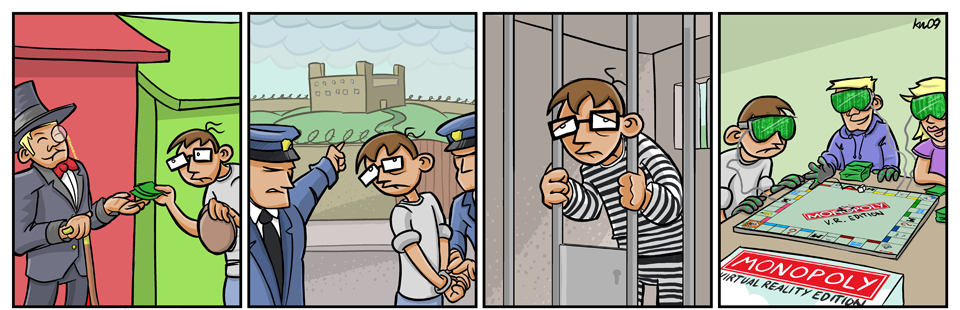 kw09
MONOPOLY
V.R. EDITION
MONOPOLY
VIRTUAL REALITY EDITION